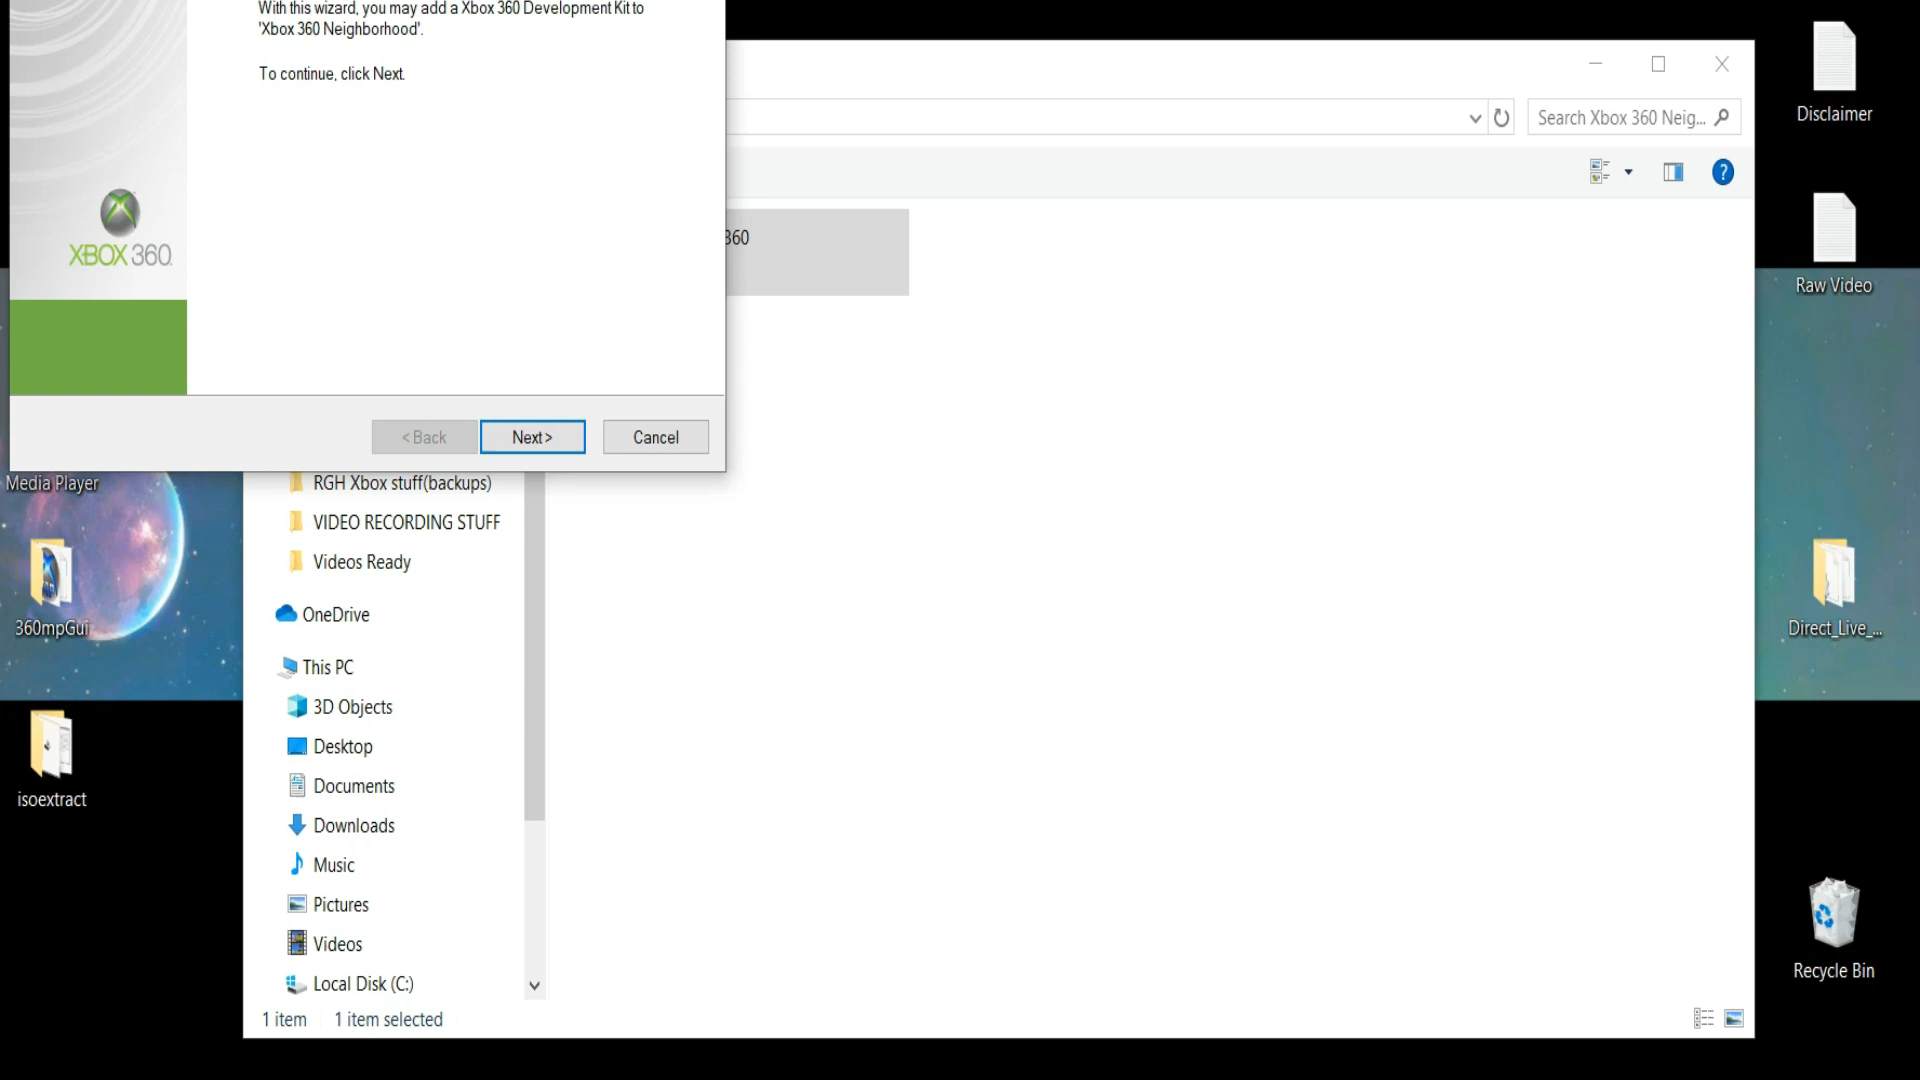 With this wizard, you may add a Xbox 360 Development Kit to
'Xbox 360 Neighborhood'.
To continue, click Next.
XBOX 360
< Back
Next >
Cancel
Search Xbox 360 Neig...
360
Media Player
360mpGui
isoextract
RGH Xbox stuff(backups)
VIDEO RECORDING STUFF
Videos Ready
OneDrive
This PC
3D Objects
Desktop
Documents
Downloads
Music
Pictures
Videos
Local Disk (C:)
1 item
1 item selected
Disclaimer
Raw Video
Direct_Live_...
Recycle Bin